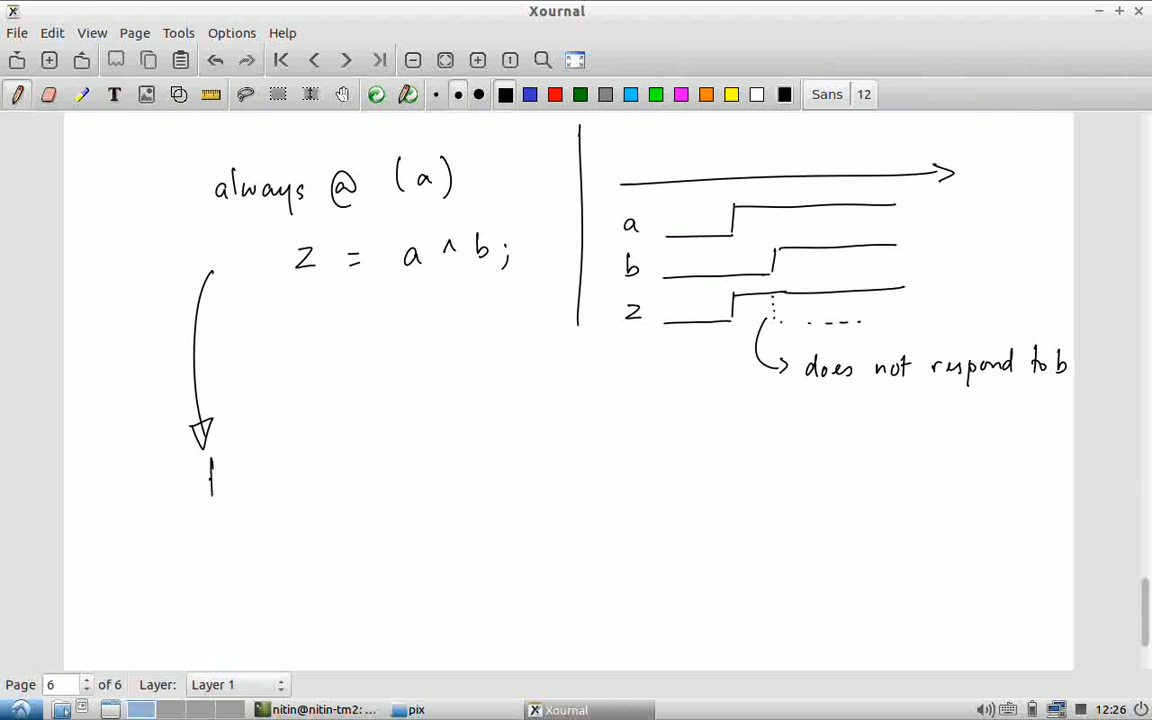 Xournal
File Edit View Page Tools Options Help
Sans 12
always @ (a)
z = a ^ b;
a
b
z
does not respond to b
Page 6 of 6 Layer: Layer 1
nitin@nitin-tm2: ... pix Xournal 12:26